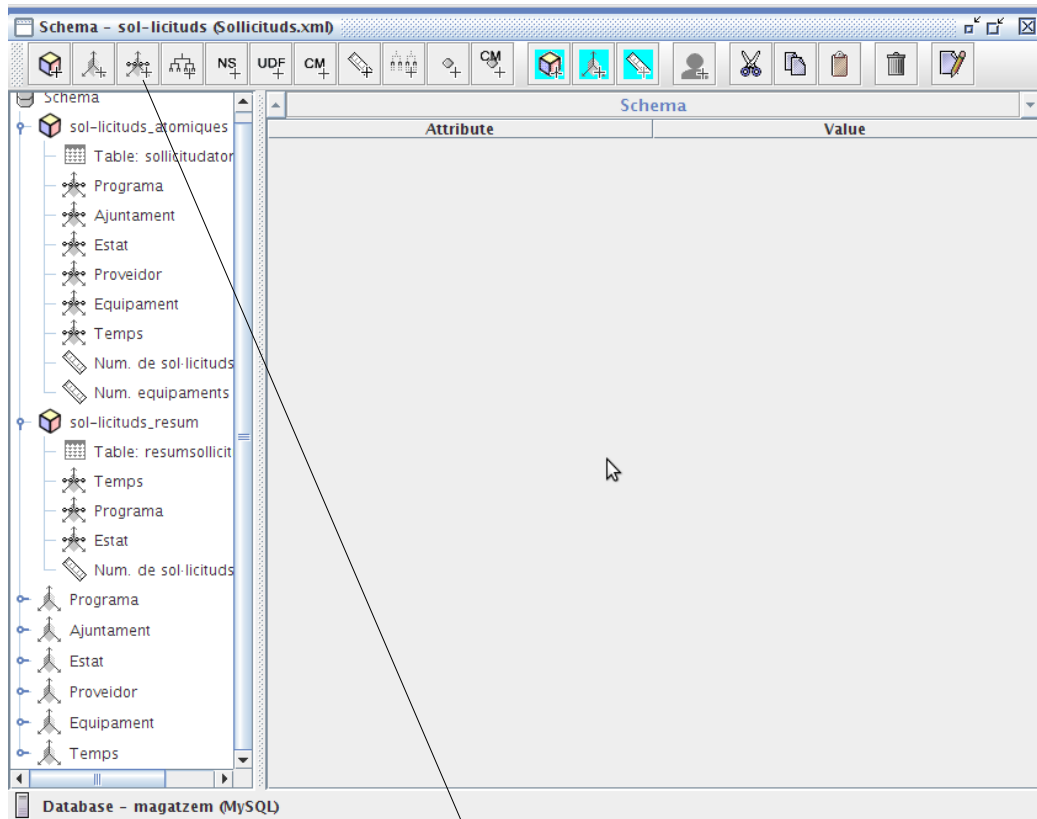 Schema - sol-licituds (Sollicituds.xml)
NS UDF CM CM
Schema
sol-licituds_atomiques
Table: sollicitudator
Programa
Ajuntament
Estat
Proveidor
Equipament
Temps
Num. de sol·licituds
Num. equipaments
sol-licituds_resum
Table: resumsollicit
Temps
Programa
Estat
Num. de sol·licituds
Programa
Ajuntament
Estat
Proveidor
Equipament
Temps
Schema
Attribute Value
Database - magatzem (MySQL)